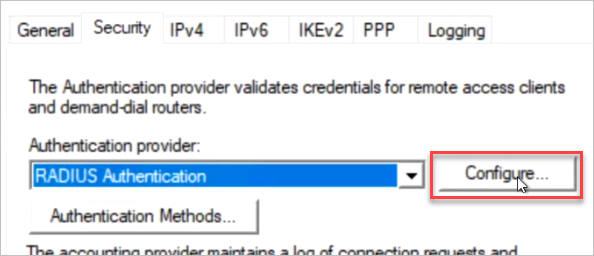 General Security IPv4 IPv6 IKEv2 PPP Logging
The Authentication provider validates credentials for remote access clients
and demand-dial routers.
Authentication provider:
RADIUS Authentication Configure...
Authentication Methods...
The accounting provider maintains a log of connection requests and